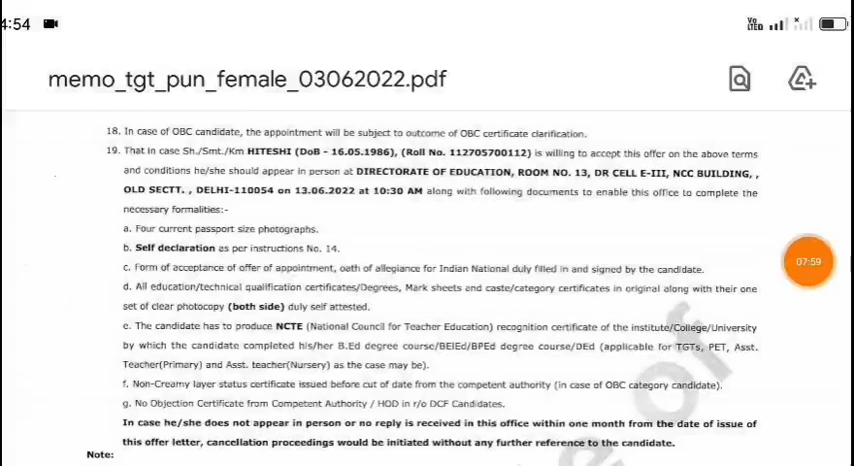 4:54
Vo
LTED
memo_tgt_pun_female_03062022.pdf
18. In case of OBC candidate, the appointment will be subject to outcome of OBC certificate clarification.
19. That in case Sh./Smt./Km HITESHI (DoB - 16.05.1986), (Roll No. 112705700112) is willing to accept this offer on the above terms
and conditions he/she should appear in person at DIRECTORATE OF EDUCATION, ROOM NO. 13, DR CELL E-III, NCC BUILDING, ,
OLD SECTT. , DELHI-110054 on 13.06.2022 at 10:30 AM along with following documents to enable this office to complete the
necessary formalities:-
a. Four current passport size photographs.
b. Self declaration as per instructions No. 14.
07:59
c. Form of acceptance of offer of appointment, oath of allegiance for Indian National duly filled in and signed by the candidate.
d. All education/technical qualification certificates/Degrees, Mark sheets and caste/category certificates in original along with their one
set of clear photocopy (both side) duly self attested.
e. The candidate has to produce NCTE (National Council for Teacher Education) recognition certificate of the institute/College/University
by which the candidate completed his/her B.Ed degree course/BElEd/BPEd degree course/DEd (applicable for TGTs, PET, Asst.
Teacher(Primary) and Asst. teacher(Nursery) as the case may be).
f. Non-Creamy layer status certificate issued before cut of date from the competent authority (in case of OBC category candidate).
g. No Objection Certificate from Competent Authority / HOD in r/o DCF Candidates.
In case he/she does not appear in person or no reply is received in this office within one month from the date of issue of
this offer letter, cancellation proceedings would be initiated without any further reference to the candidate.
Note:
of